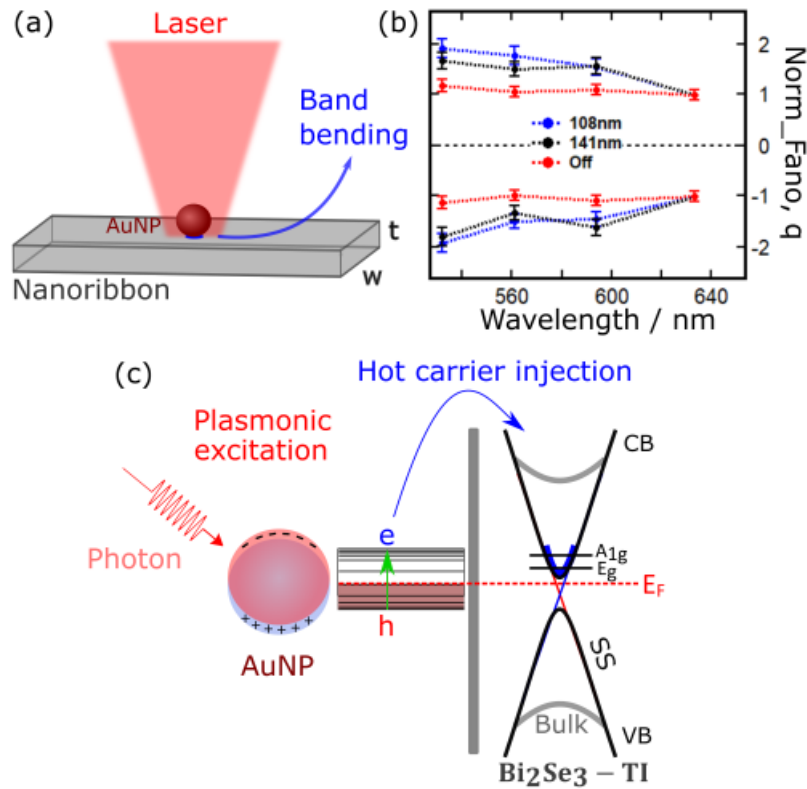 (a)
Laser
Band
bending
AuNP
t
w
Nanoribbon
(b)
2
1
0
-1
-2
Norm_Fano, q
108nm
141nm
Off
560
600
640
Wavelength / nm
(c)
Hot carrier injection
Plasmonic
excitation
Photon
- - - - -
+ + + + + +
AuNP
e
h
CB
A1g
Eg
E_F
SS
Bulk
VB
Bi₂Se₃ − TI